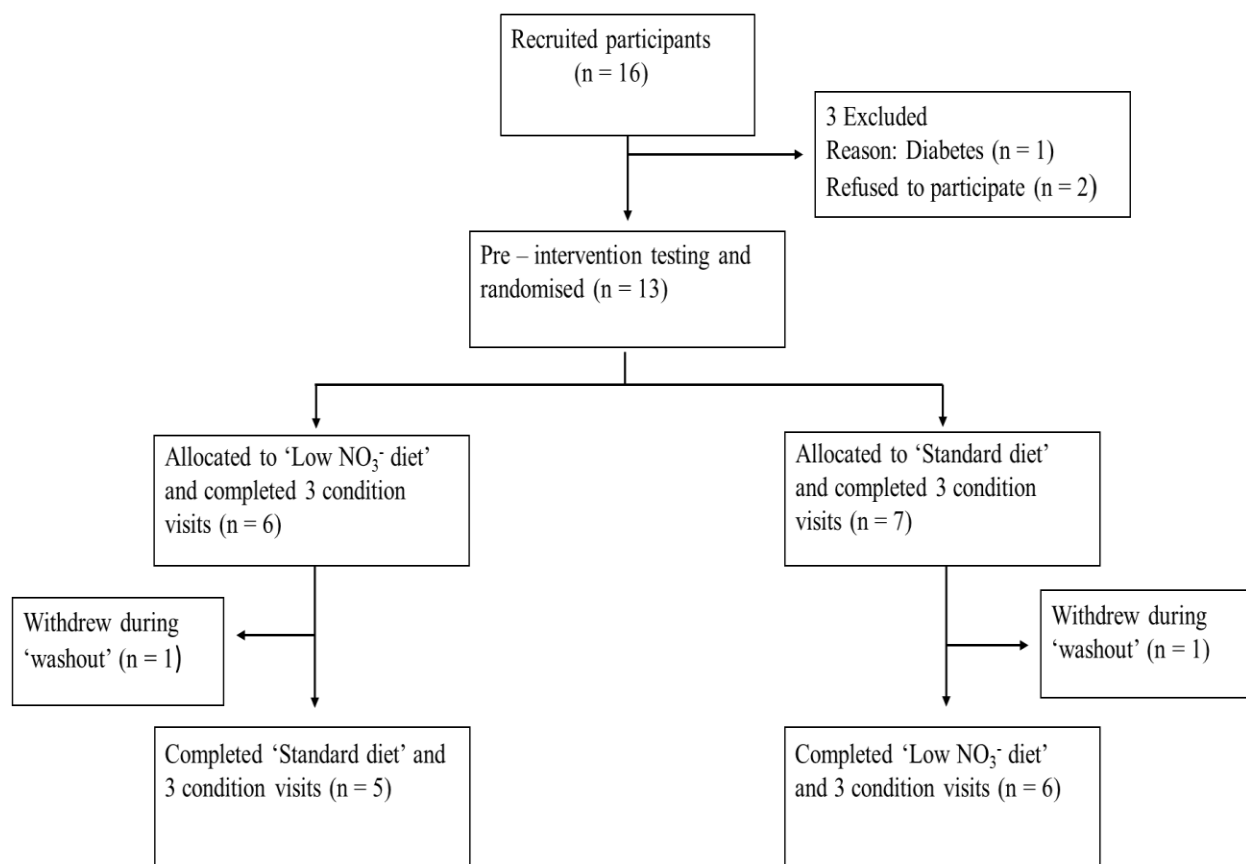 Recruited participants
(n = 16)
3 Excluded
Reason: Diabetes (n = 1)
Refused to participate (n = 2)
Pre – intervention testing and
randomised (n = 13)
Allocated to ‘Low NO₃⁻ diet’
and completed 3 condition
visits (n = 6)
Allocated to ‘Standard diet’
and completed 3 condition
visits (n = 7)
Withdrew during
‘washout’ (n = 1)
Withdrew during
‘washout’ (n = 1)
Completed ‘Standard diet’ and
3 condition visits (n = 5)
Completed ‘Low NO₃⁻ diet’
and 3 condition visits (n = 6)